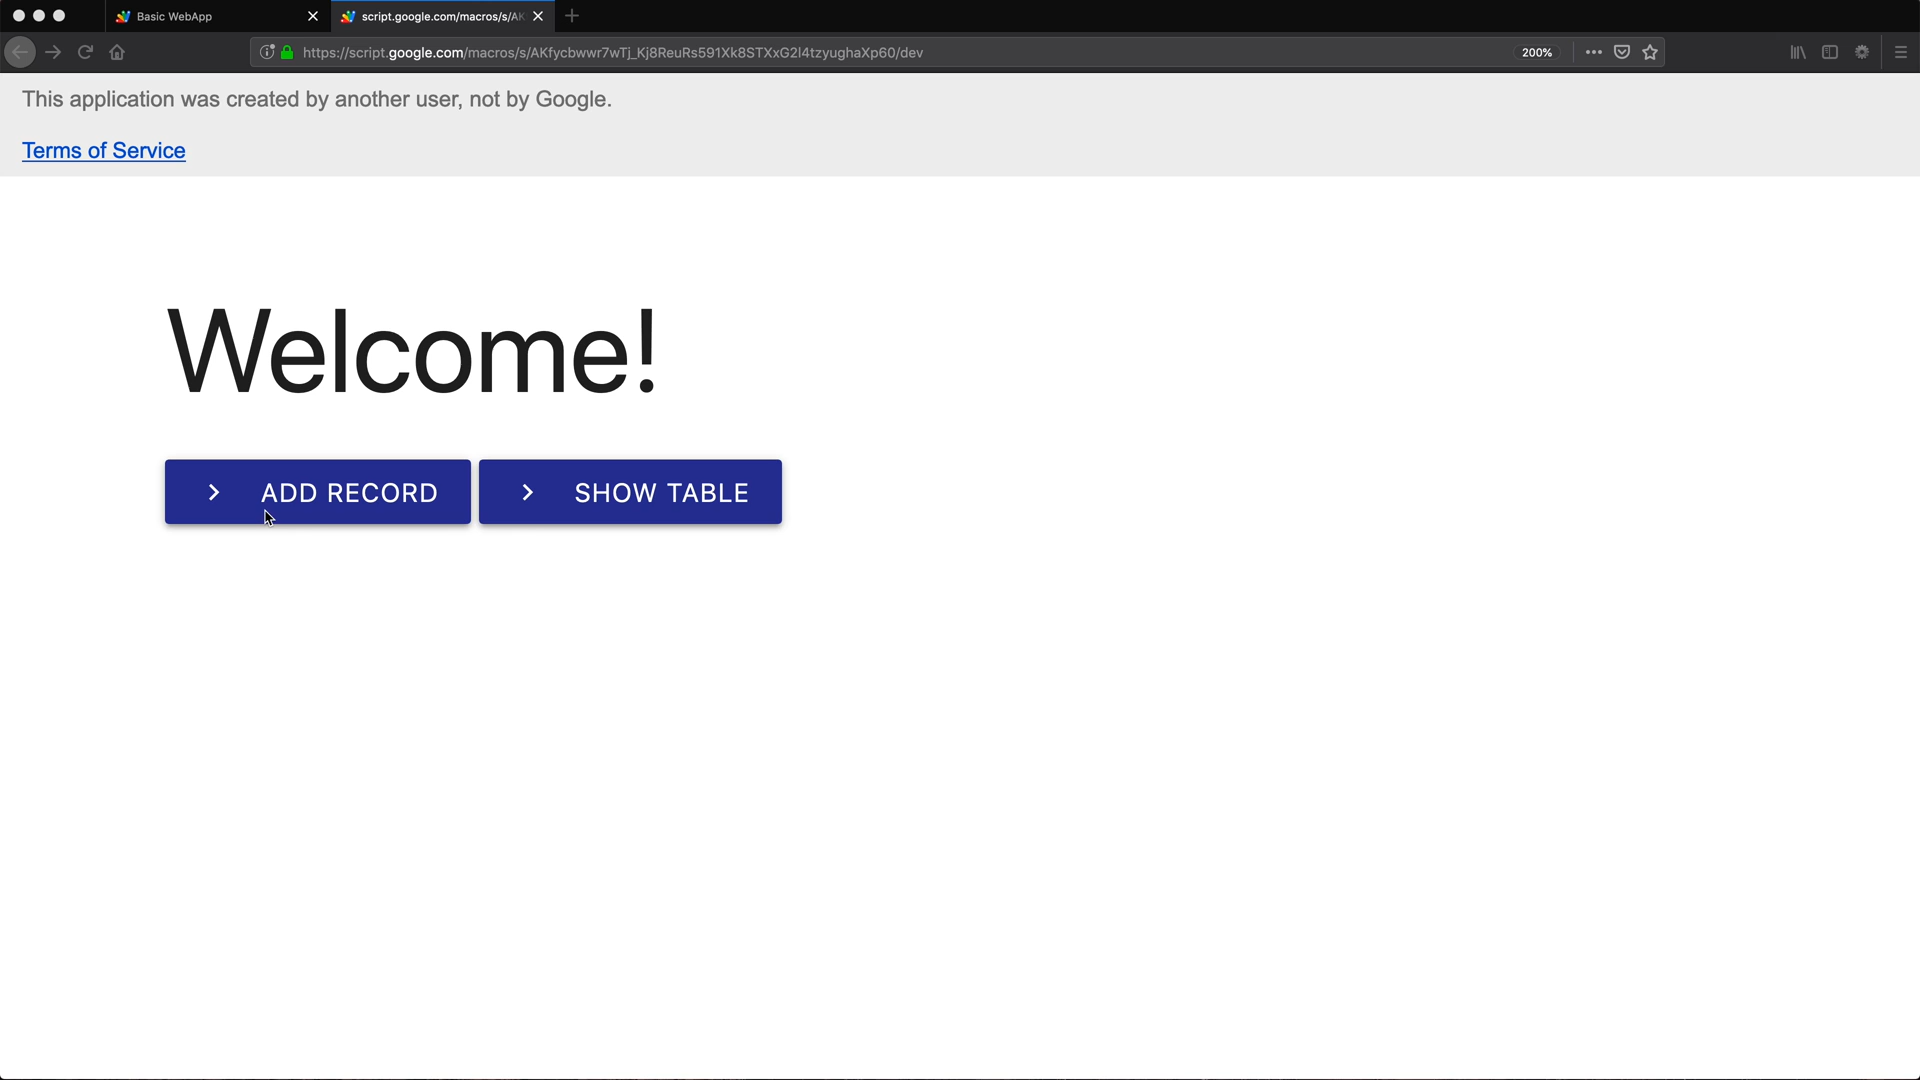 Basic WebApp
script.google.com/macros/s/AK
https://script.google.com/macros/s/AKfycbwwr7wTj_Kj8ReuRs591Xk8STXxG2I4tzyughaXp60/dev
200%
This application was created by another user, not by Google.
Terms of Service
Welcome!
ADD RECORD
SHOW TABLE